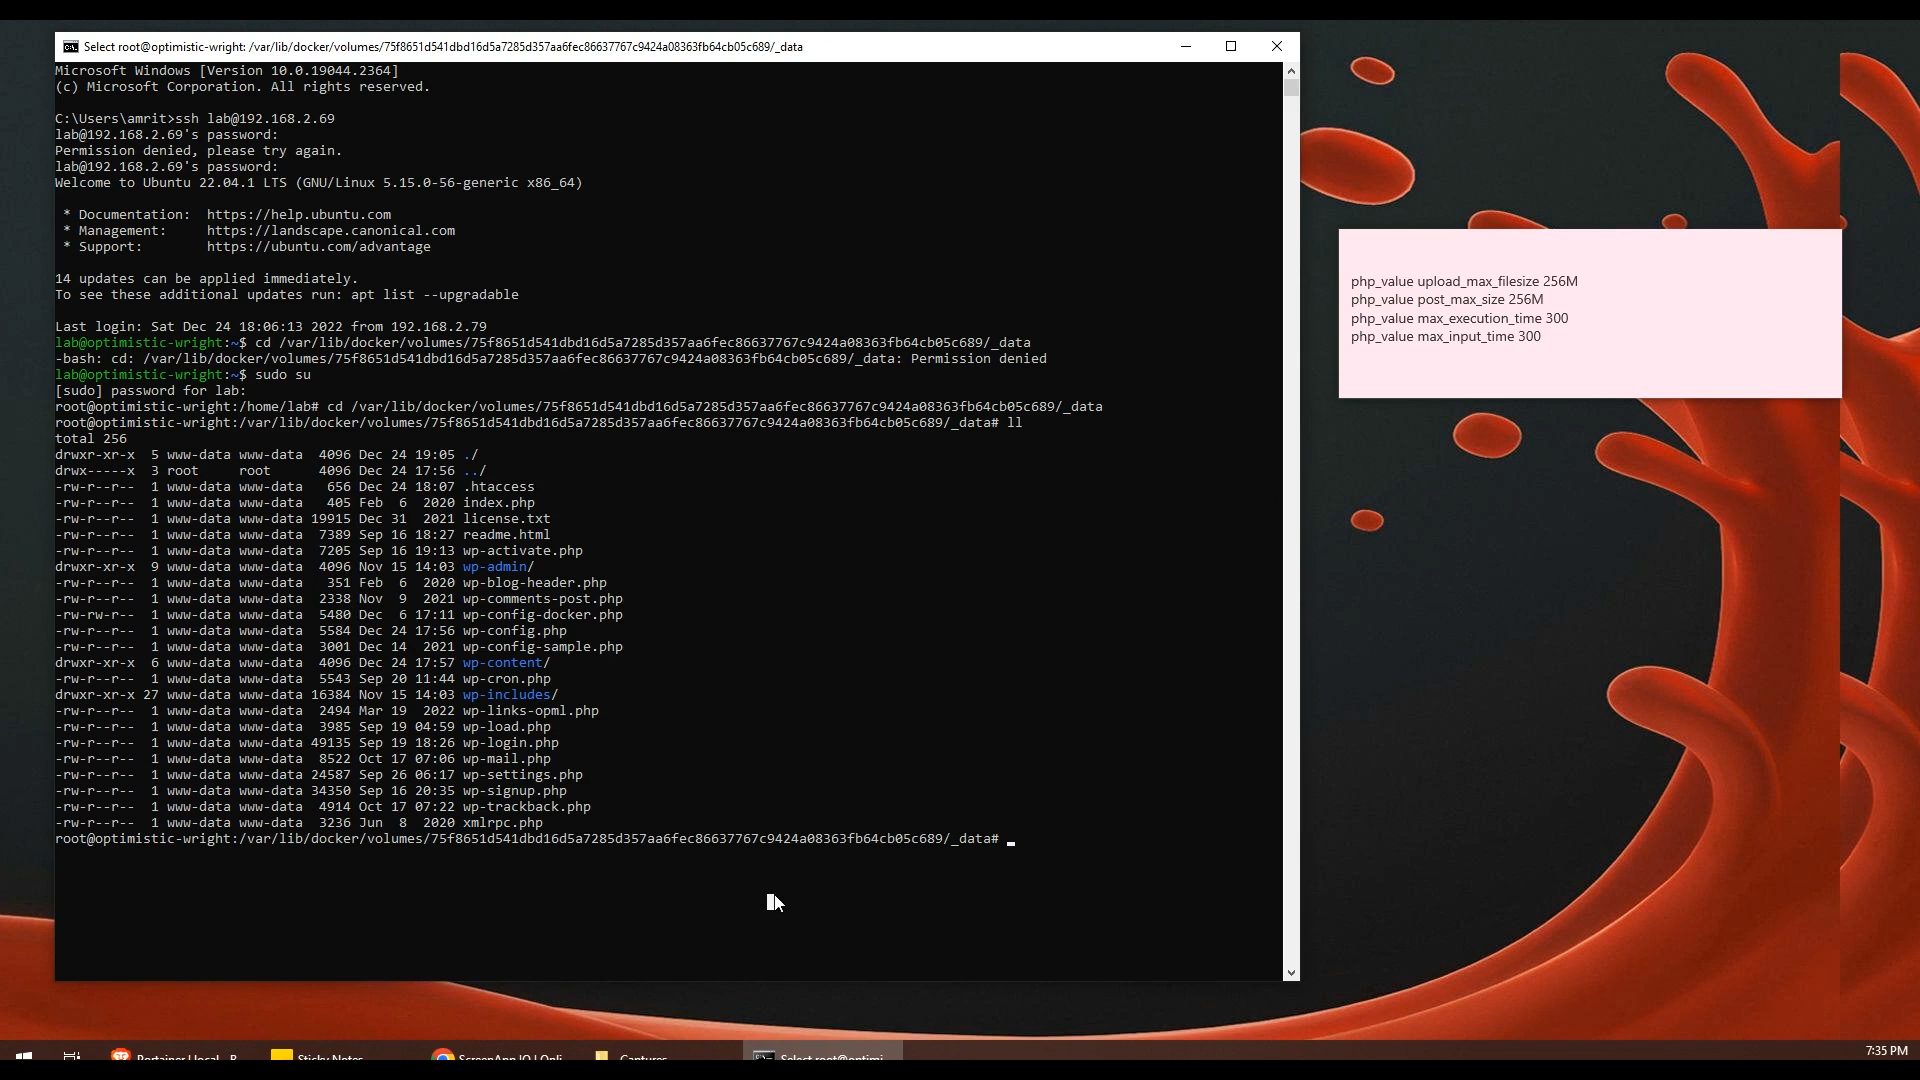 Select root@optimistic-wright: /var/lib/docker/volumes/75f8651d541dbd16d5a7285d357aa6fec86637767c9424a08363fb64cb05c689/_data
Microsoft Windows [Version 10.0.19044.2364]
(c) Microsoft Corporation. All rights reserved.
C:\Users\amrit>ssh lab@192.168.2.69
lab@192.168.2.69's password:
Permission denied, please try again.
lab@192.168.2.69's password:
Welcome to Ubuntu 22.04.1 LTS (GNU/Linux 5.15.0-56-generic x86_64)
* Documentation:  https://help.ubuntu.com
* Management:     https://landscape.canonical.com
* Support:        https://ubuntu.com/advantage
14 updates can be applied immediately.
To see these additional updates run: apt list --upgradable
Last login: Sat Dec 24 18:06:13 2022 from 192.168.2.79
lab@optimistic-wright:~$ cd /var/lib/docker/volumes/75f8651d541dbd16d5a7285d357aa6fec86637767c9424a08363fb64cb05c689/_data
-bash: cd: /var/lib/docker/volumes/75f8651d541dbd16d5a7285d357aa6fec86637767c9424a08363fb64cb05c689/_data: Permission denied
lab@optimistic-wright:~$ sudo su
[sudo] password for lab:
root@optimistic-wright:/home/lab# cd /var/lib/docker/volumes/75f8651d541dbd16d5a7285d357aa6fec86637767c9424a08363fb64cb05c689/_data
root@optimistic-wright:/var/lib/docker/volumes/75f8651d541dbd16d5a7285d357aa6fec86637767c9424a08363fb64cb05c689/_data# ll
total 256
drwxr-xr-x  5 www-data www-data  4096 Dec 24 19:05 ./
drwx-----x  3 root     root      4096 Dec 24 17:56 ../
-rw-r--r--  1 www-data www-data   656 Dec 24 18:07 .htaccess
-rw-r--r--  1 www-data www-data   405 Feb  6  2020 index.php
-rw-r--r--  1 www-data www-data 19915 Dec 31  2021 license.txt
-rw-r--r--  1 www-data www-data  7389 Sep 16 18:27 readme.html
-rw-r--r--  1 www-data www-data  7205 Sep 16 19:13 wp-activate.php
drwxr-xr-x  9 www-data www-data  4096 Nov 15 14:03 wp-admin/
-rw-r--r--  1 www-data www-data   351 Feb  6  2020 wp-blog-header.php
-rw-r--r--  1 www-data www-data  2338 Nov  9  2021 wp-comments-post.php
-rw-rw-r--  1 www-data www-data  5480 Dec  6 17:11 wp-config-docker.php
-rw-r--r--  1 www-data www-data  5584 Dec 24 17:56 wp-config.php
-rw-r--r--  1 www-data www-data  3001 Dec 14  2021 wp-config-sample.php
drwxr-xr-x  6 www-data www-data  4096 Dec 24 17:57 wp-content/
-rw-r--r--  1 www-data www-data  5543 Sep 20 11:44 wp-cron.php
drwxr-xr-x 27 www-data www-data 16384 Nov 15 14:03 wp-includes/
-rw-r--r--  1 www-data www-data  2494 Mar 19  2022 wp-links-opml.php
-rw-r--r--  1 www-data www-data  3985 Sep 19 04:59 wp-load.php
-rw-r--r--  1 www-data www-data 49135 Sep 19 18:26 wp-login.php
-rw-r--r--  1 www-data www-data  8522 Oct 17 07:06 wp-mail.php
-rw-r--r--  1 www-data www-data 24587 Sep 26 06:17 wp-settings.php
-rw-r--r--  1 www-data www-data 34350 Sep 16 20:35 wp-signup.php
-rw-r--r--  1 www-data www-data  4914 Oct 17 07:22 wp-trackback.php
-rw-r--r--  1 www-data www-data  3236 Jun  8  2020 xmlrpc.php
root@optimistic-wright:/var/lib/docker/volumes/75f8651d541dbd16d5a7285d357aa6fec86637767c9424a08363fb64cb05c689/_data#
php_value upload_max_filesize 256M
php_value post_max_size 256M
php_value max_execution_time 300
php_value max_input_time 300
Portainer | local - P
Sticky Notes
ScreenApp.IO | Onli
Captures
Select root@optimi
7:35 PM